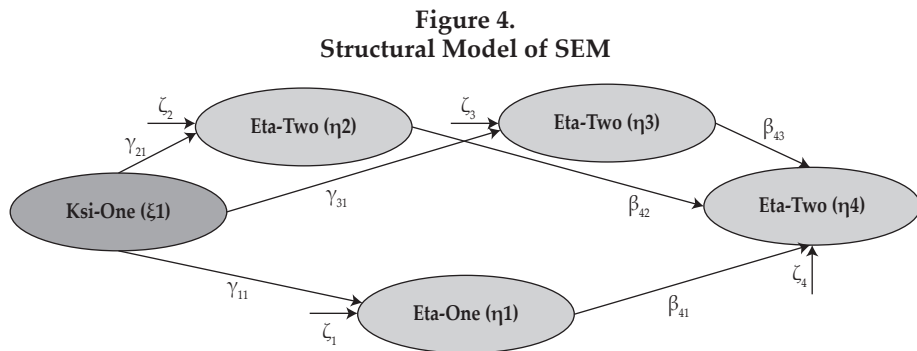 Figure 4.
Structural Model of SEM
ζ2
Eta-Two (η2)
ζ3
Eta-Two (η3)
γ21
β43
Ksi-One (ξ1)
γ31
β42
Eta-Two (η4)
γ11
ζ1
Eta-One (η1)
β41
ζ4